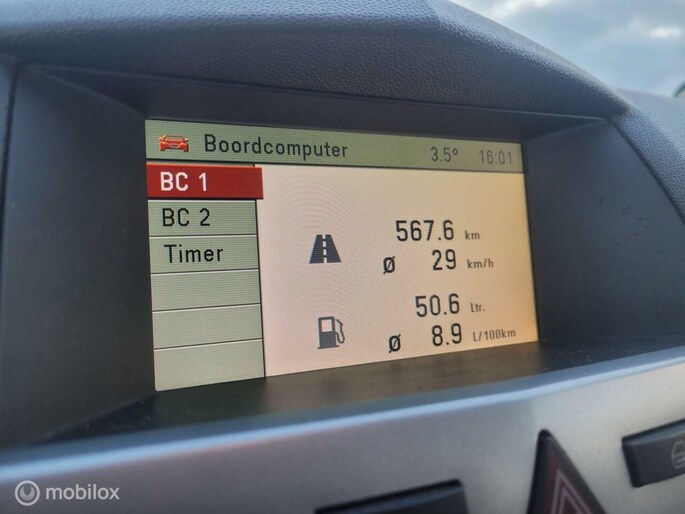 Boordcomputer 3.5° 16:01
BC 1
BC 2
Timer
567.6 km
Ø 29 km/h
50.6 Ltr.
Ø 8.9 L/100km
mobilox